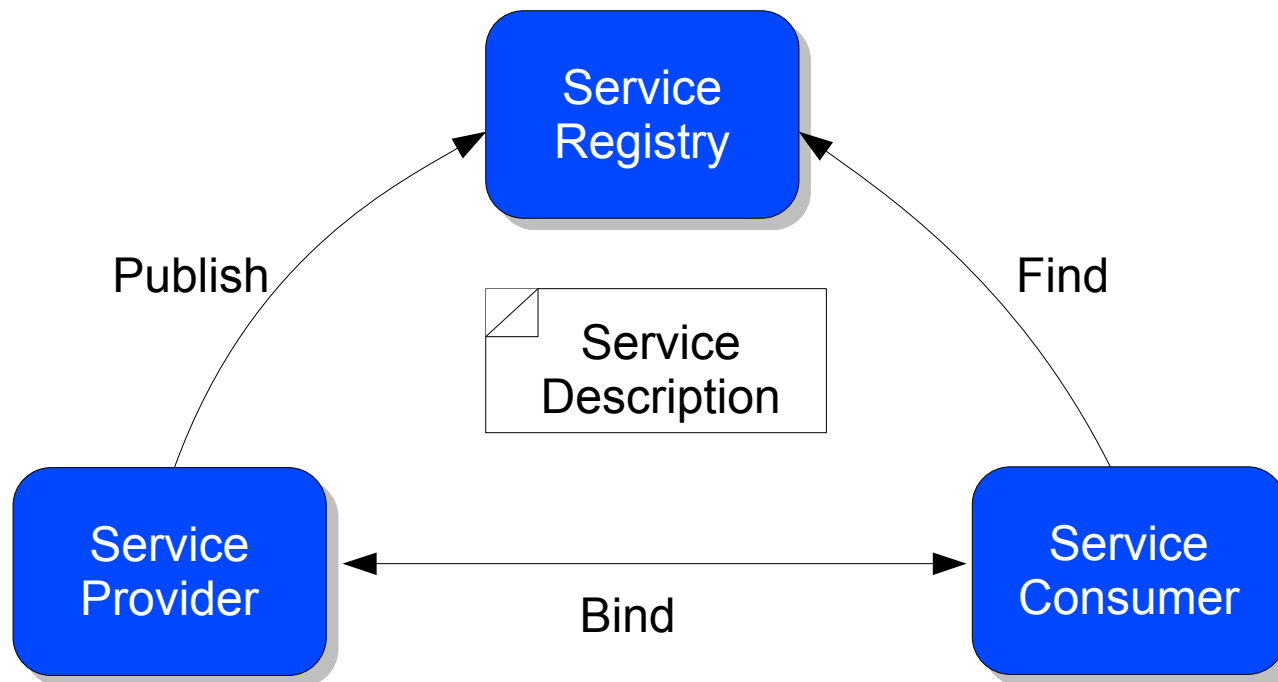 Service
Registry
Publish
Find
Service
Description
Service
Provider
Bind
Service
Consumer